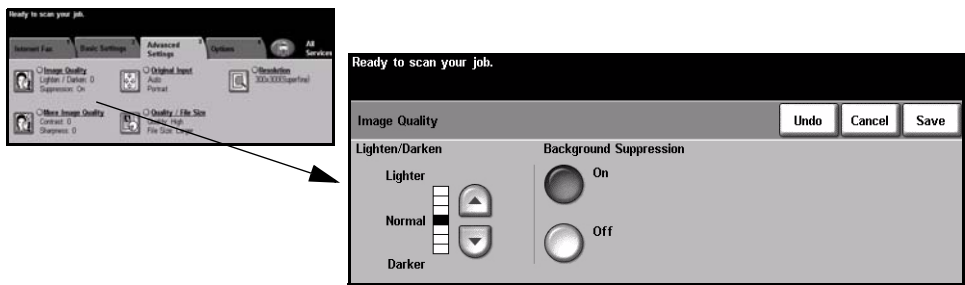 Ready to scan your job.
Internet Fax
Basic Settings
Advanced Settings
Options
All Services
Image Quality
Lighten / Darken: 0
Suppression: On
Original Input
Auto
Portrait
Resolution
300x300(Superfine)
More Image Quality
Contrast: 0
Sharpness: 0
Quality / File Size
Quality: High
File Size: Larger
Ready to scan your job.
Image Quality
Undo
Cancel
Save
Lighten/Darken
Background Suppression
Lighter
On
Normal
Off
Darker